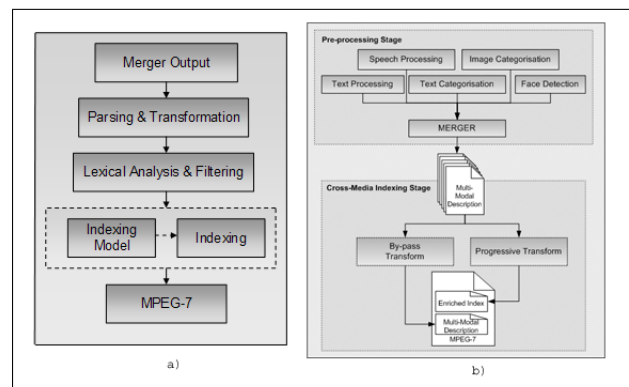 Merger Output
Parsing & Transformation
Lexical Analysis & Filtering
Indexing
Model
Indexing
MPEG-7
a)
Pre-processing Stage
Speech Processing
Image Categorisation
Text Processing
Text Categorisation
Face Detection
MERGER
Cross-Media Indexing Stage
Multi-
Modal
Description
By-pass
Transform
Progressive Transform
Enriched Index
Multi-Modal
Description
MPEG-7
b)